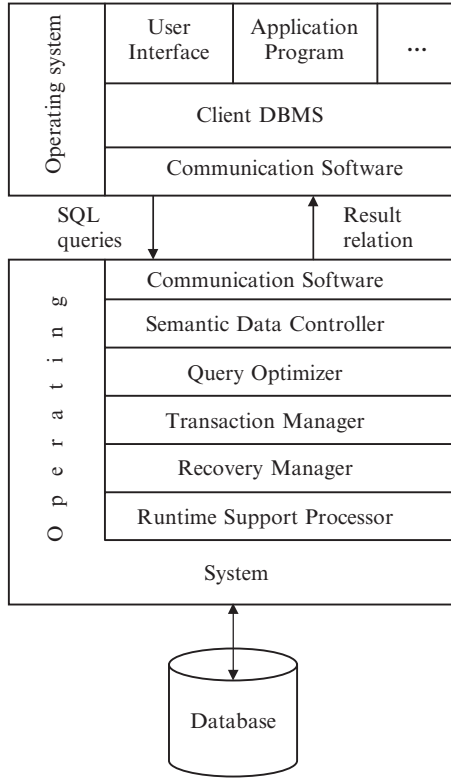 Operating system
User
Interface
Application
Program
...
Client DBMS
Communication Software
SQL
queries
Result
relation
Operating
Communication Software
Semantic Data Controller
Query Optimizer
Transaction Manager
Recovery Manager
Runtime Support Processor
System
Database